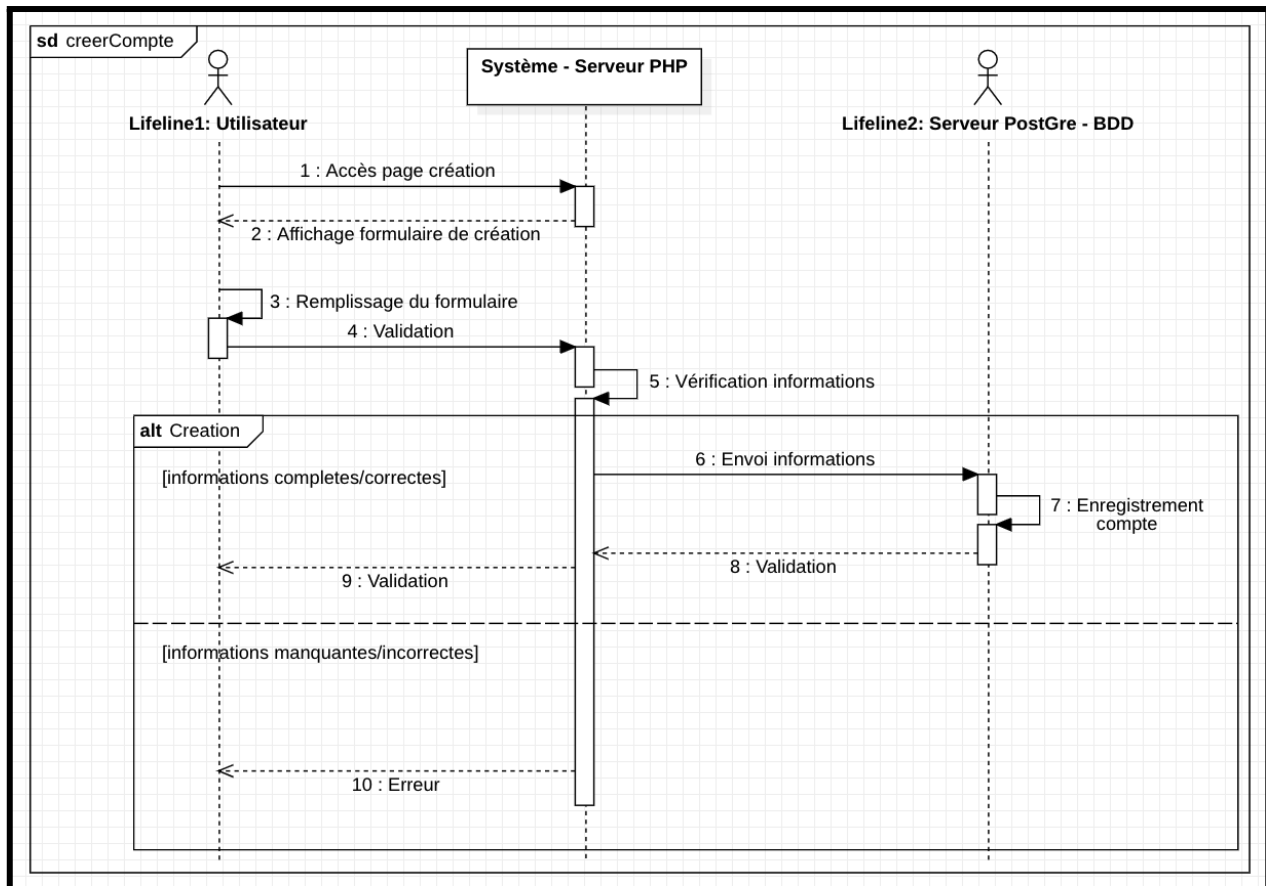 sd creerCompte
Système - Serveur PHP
Lifeline1: Utilisateur
Lifeline2: Serveur PostGre - BDD
1 : Accès page création
2 : Affichage formulaire de création
3 : Remplissage du formulaire
4 : Validation
5 : Vérification informations
alt Creation
6 : Envoi informations
[informations completes/correctes]
7 : Enregistrement
compte
8 : Validation
9 : Validation
[informations manquantes/incorrectes]
10 : Erreur